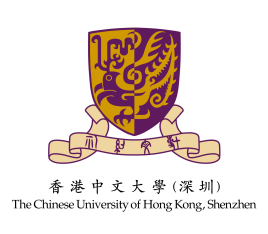 香港中文大學(深圳)
The Chinese University of Hong Kong, Shenzhen